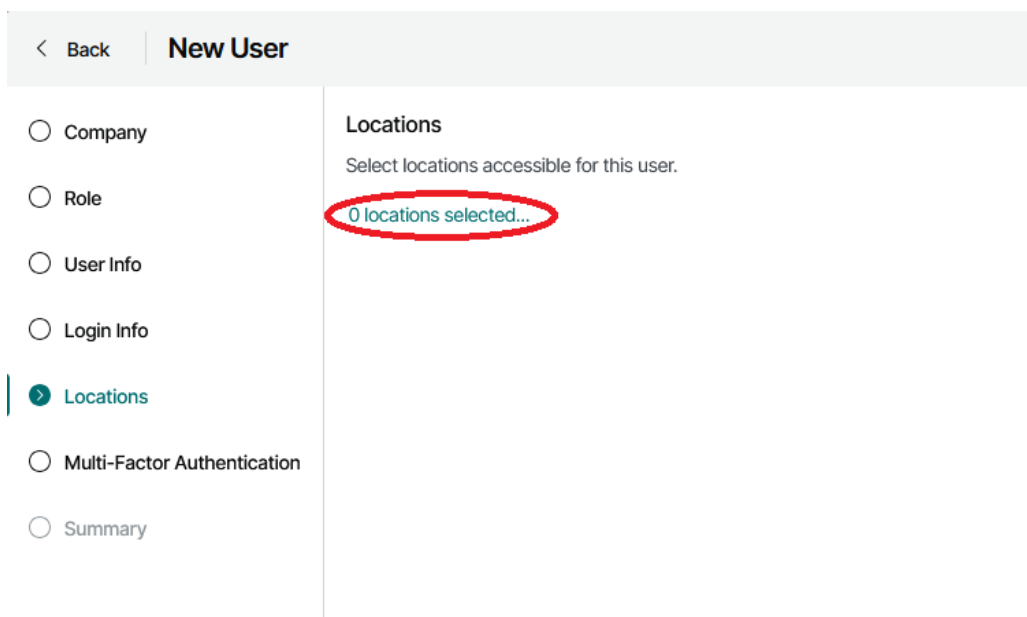 Back
New User
Company
Role
User Info
Login Info
Locations
Multi-Factor Authentication
Summary
Locations
Select locations accessible for this user.
0 locations selected...